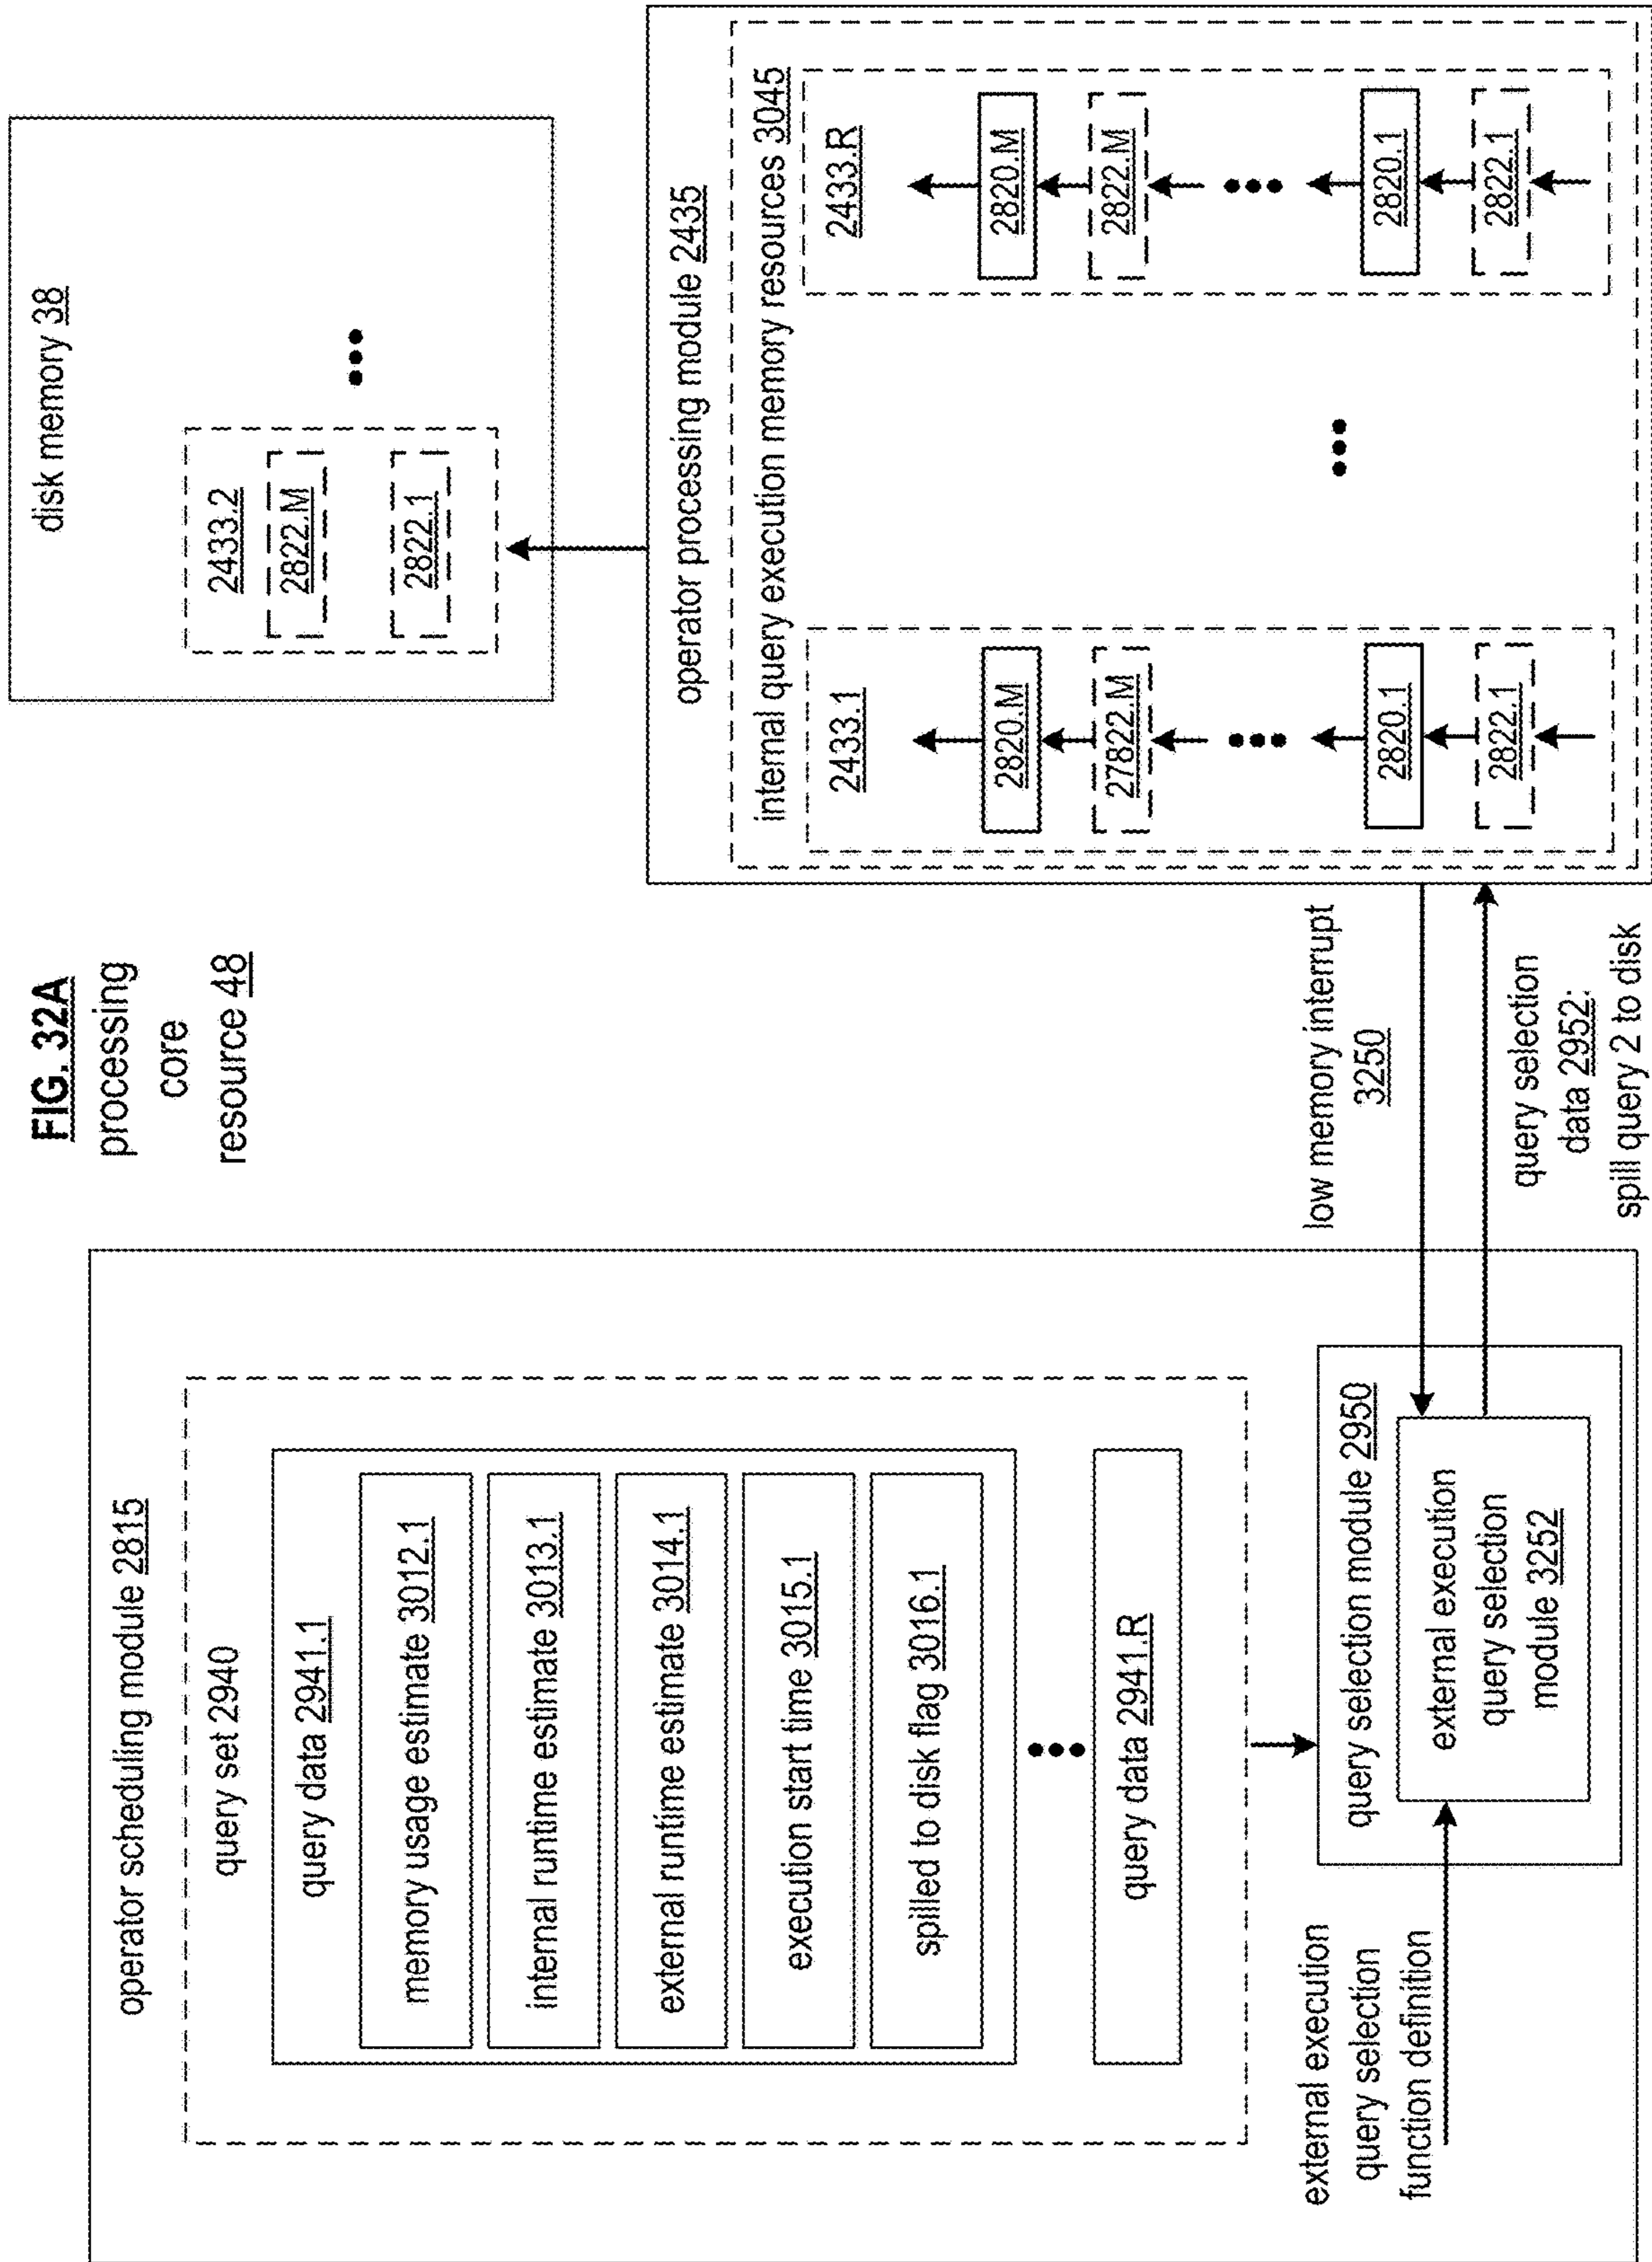 FIG. 32A
processing
core
resource 48
operator scheduling module 2815
query set 2940
query data 2941.1
memory usage estimate 3012.1
internal runtime estimate 3013.1
external runtime estimate 3014.1
execution start time 3015.1
spilled to disk flag 3016.1
query data 2941.R
external execution
query selection
function definition
query selection module 2950
external execution
query selection
module 3252
low memory interrupt
3250
query selection
data 2952:
spill query 2 to disk
disk memory 38
2433.2
2822.M
2822.1
operator processing module 2435
internal query execution memory resources 3045
2433.1
2820.M
27822.M
2820.1
2822.1
2433.R
2820.M
2822.M
2820.1
2822.1